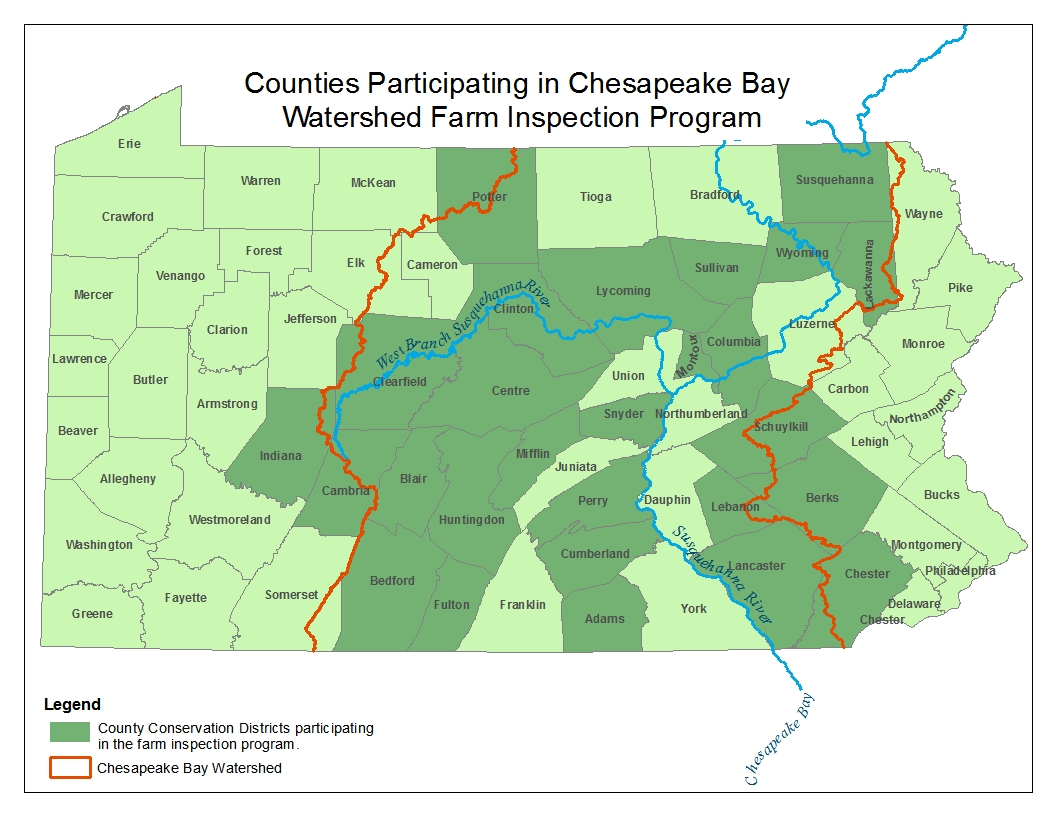 Counties Participating in Chesapeake Bay
Watershed Farm Inspection Program
Erie
Warren
McKean
Potter
Tioga
Bradford
Susquehanna
Wayne
Crawford
Forest
Elk
Cameron
Sullivan
Wyoming
Lackawanna
Pike
Venango
Mercer
Clarion
Jefferson
Clinton
Lycoming
Luzerne
Columbia
Montour
Monroe
West Branch Susquehanna River
Lawrence
Butler
Armstrong
Clearfield
Centre
Union
Snyder
Northumberland
Carbon
Northampton
Schuylkill
Lehigh
Beaver
Allegheny
Indiana
Cambria
Blair
Mifflin
Juniata
Huntingdon
Perry
Dauphin
Lebanon
Berks
Bucks
Westmoreland
Washington
Cumberland
Lancaster
Chester
Montgomery
Philadelphia
Susquehanna River
Greene
Fayette
Somerset
Bedford
Fulton
Franklin
Adams
York
Delaware
Chestor
Chesapeake Bay
Legend
County Conservation Districts participating
in the farm inspection program.
Chesapeake Bay Watershed